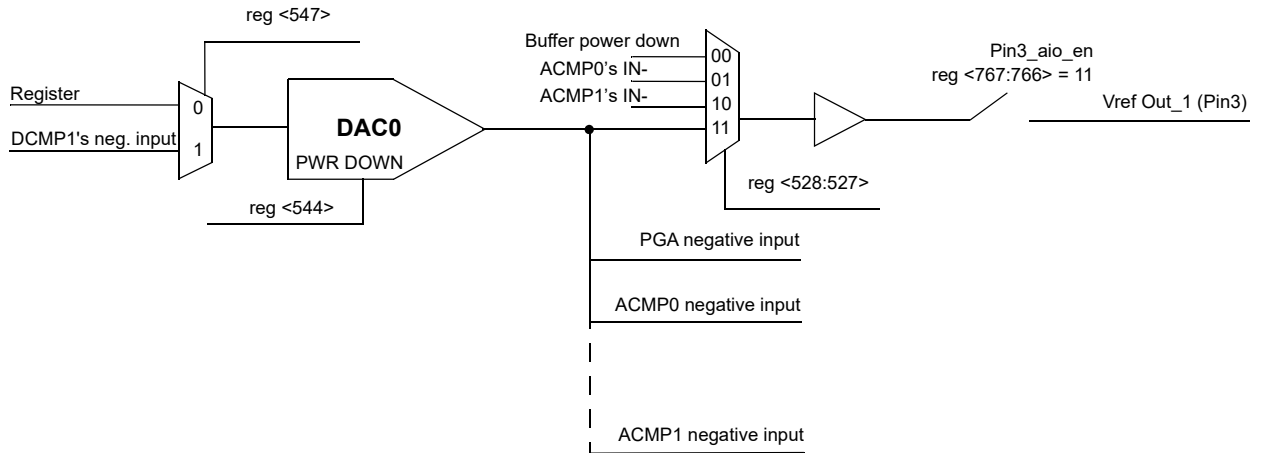 reg <547>
Buffer power down
ACMP0's IN-
ACMP1's IN-
00
01
10
11
Pin3_aio_en
reg <767:766> = 11
Register
DCMP1's neg. input
0
1
DAC0
PWR DOWN
Vref Out_1 (Pin3)
reg <544>
reg <528:527>
PGA negative input
ACMP0 negative input
ACMP1 negative input